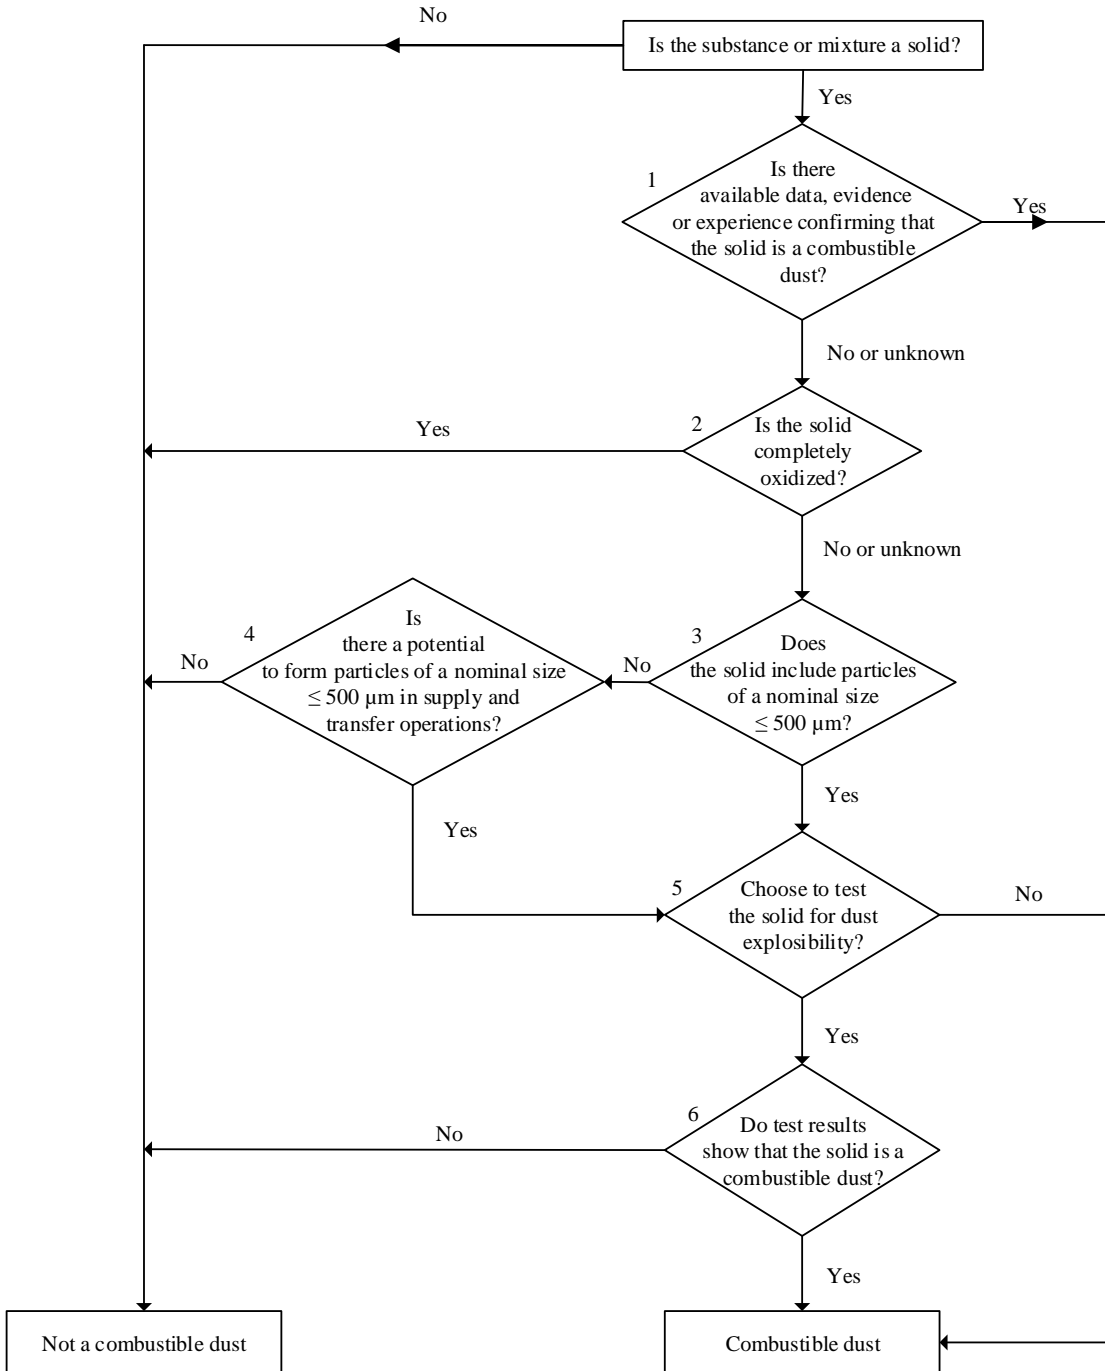 No
Is the substance or mixture a solid?
Yes
1
Is there
available data, evidence
or experience confirming that
the solid is a combustible
dust?
Yes
No or unknown
2
Is the solid
completely
oxidized?
Yes
No or unknown
3
Does
the solid include particles
of a nominal size
≤ 500 µm?
No
4
Is
there a potential
to form particles of a nominal size
≤ 500 µm in supply and
transfer operations?
No
Yes
Yes
5
Choose to test
the solid for dust
explosibility?
No
Yes
6
Do test results
show that the solid is a
combustible dust?
No
Yes
Not a combustible dust
Combustible dust